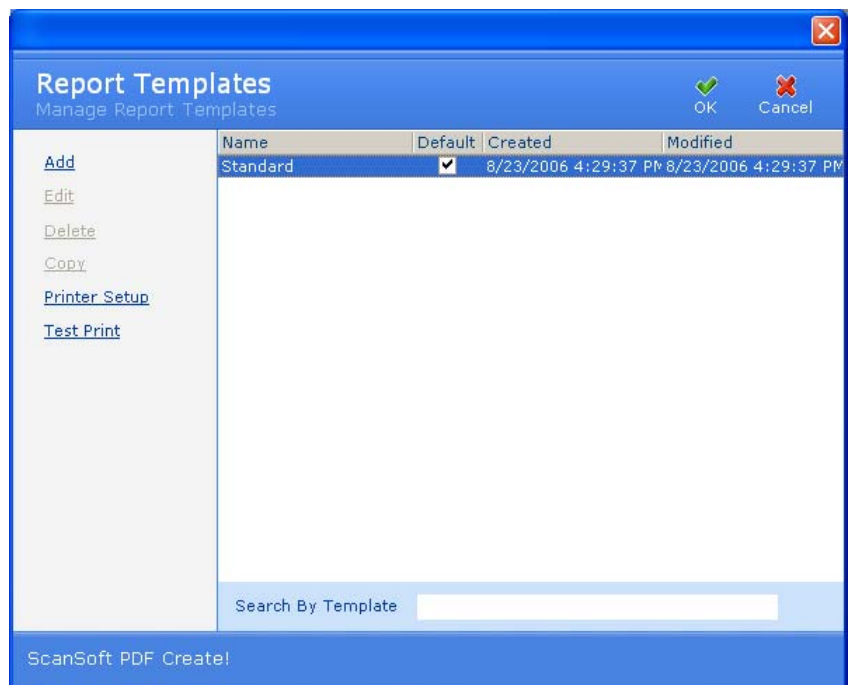 Report Templates
Manage Report Templates
OK
Cancel
Add
Edit
Delete
Copy
Printer Setup
Test Print
Name Default Created Modified
Standard 8/23/2006 4:29:37 PM 8/23/2006 4:29:37 PM
Search By Template
ScanSoft PDF Create!